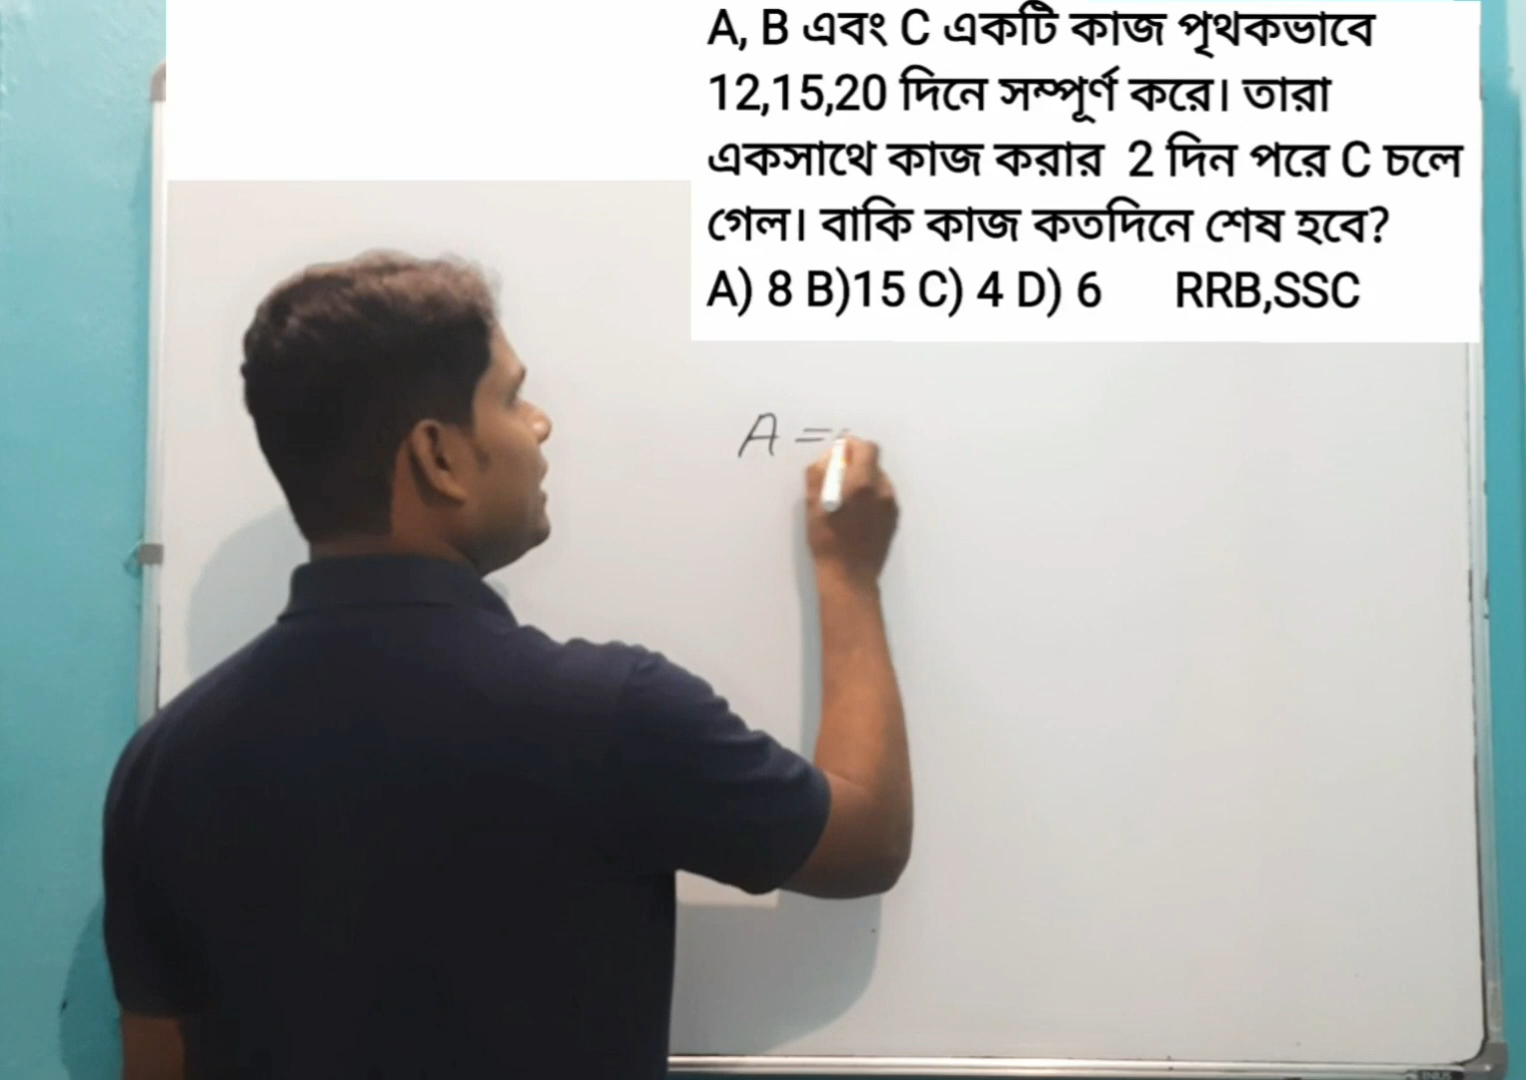 A, B এবং C একটি কাজ পৃথকভাবে
12,15,20 দিনে সম্পূর্ণ করে। তারা
একসাথে কাজ করার 2 দিন পরে C চলে
গেল। বাকি কাজ কতদিনে শেষ হবে?
A) 8 B)15 C) 4 D) 6 RRB,SSC
A =